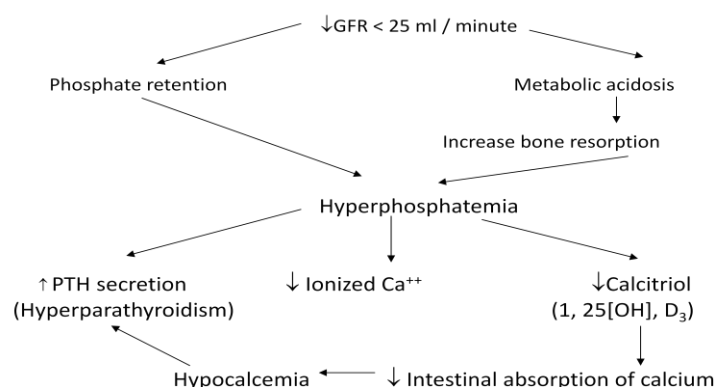 ↓GFR < 25 ml / minute
Phosphate retention
Metabolic acidosis
Increase bone resorption
Hyperphosphatemia
↑ PTH secretion
(Hyperparathyroidism)
↓ Ionized Ca⁺⁺
↓Calcitriol
(1, 25[OH], D₃)
Hypocalcemia
↓ Intestinal absorption of calcium